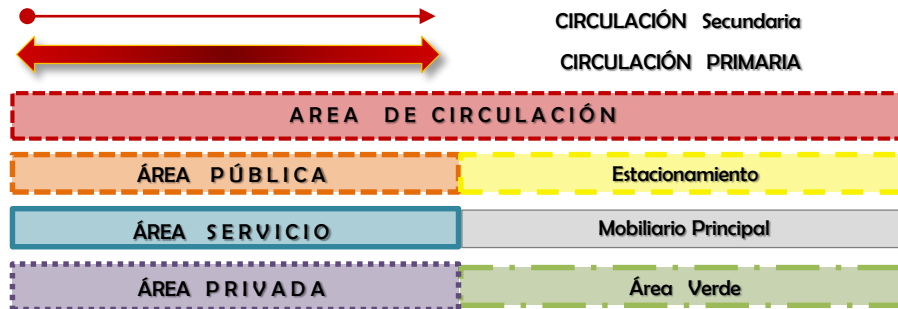 CIRCULACIÓN Secundaria
CIRCULACIÓN PRIMARIA
AREA DE CIRCULACIÓN
ÁREA PÚBLICA
Estacionamiento
ÁREA SERVICIO
Mobiliario Principal
ÁREA PRIVADA
Área Verde